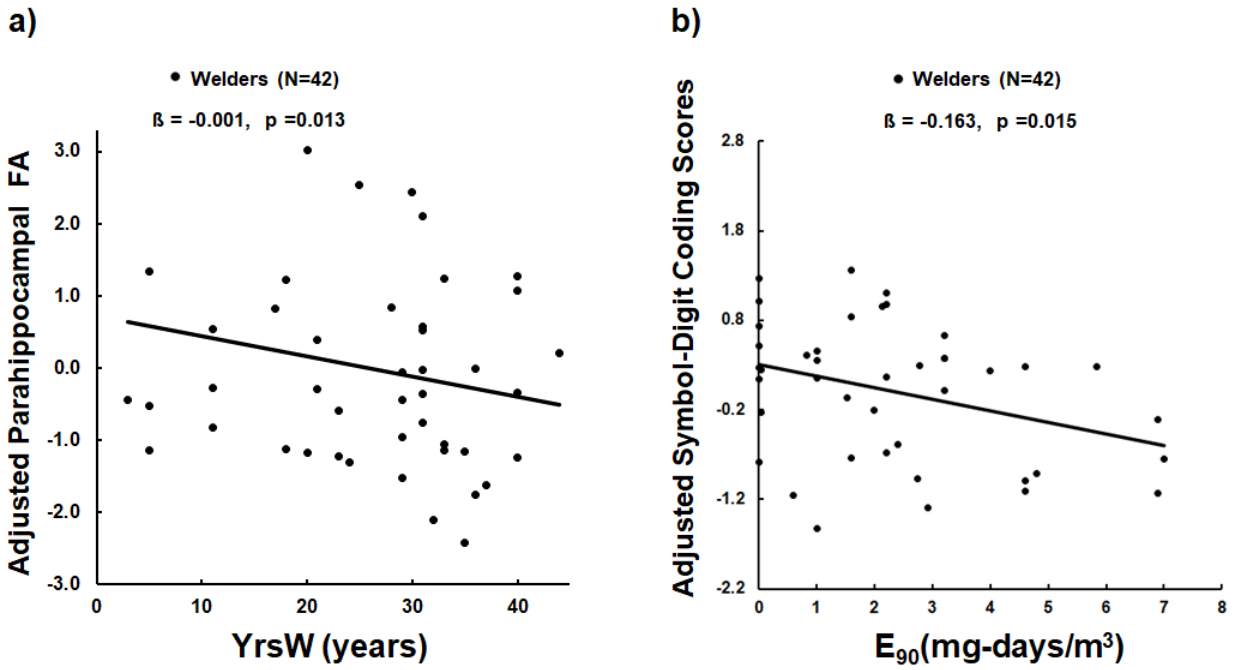 a)
Welders (N=42)
ß = -0.001, p =0.013
Adjusted Parahippocampal FA
3.0
2.0
1.0
0.0
-1.0
-2.0
-3.0
0 10 20 30 40
YrsW (years)
b)
Welders (N=42)
ß = -0.163, p =0.015
Adjusted Symbol-Digit Coding Scores
2.8
1.8
0.8
-0.2
-1.2
-2.2
0 1 2 3 4 5 6 7 8
E₉₀(mg-days/m³)